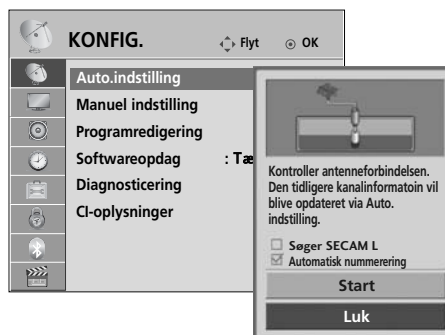 KONFIG.
Flyt
OK
Auto.indstilling
Manuel indstilling
Programredigering
Softwareopdag : Tæ
Diagnosticering
CI-oplysninger
Kontroller antenneforbindelsen.
Den tidligere kanalinformatoin vil
blive opdateret via Auto.
indstilling.
Søger SECAM L
Automatisk nummerering
Start
Luk